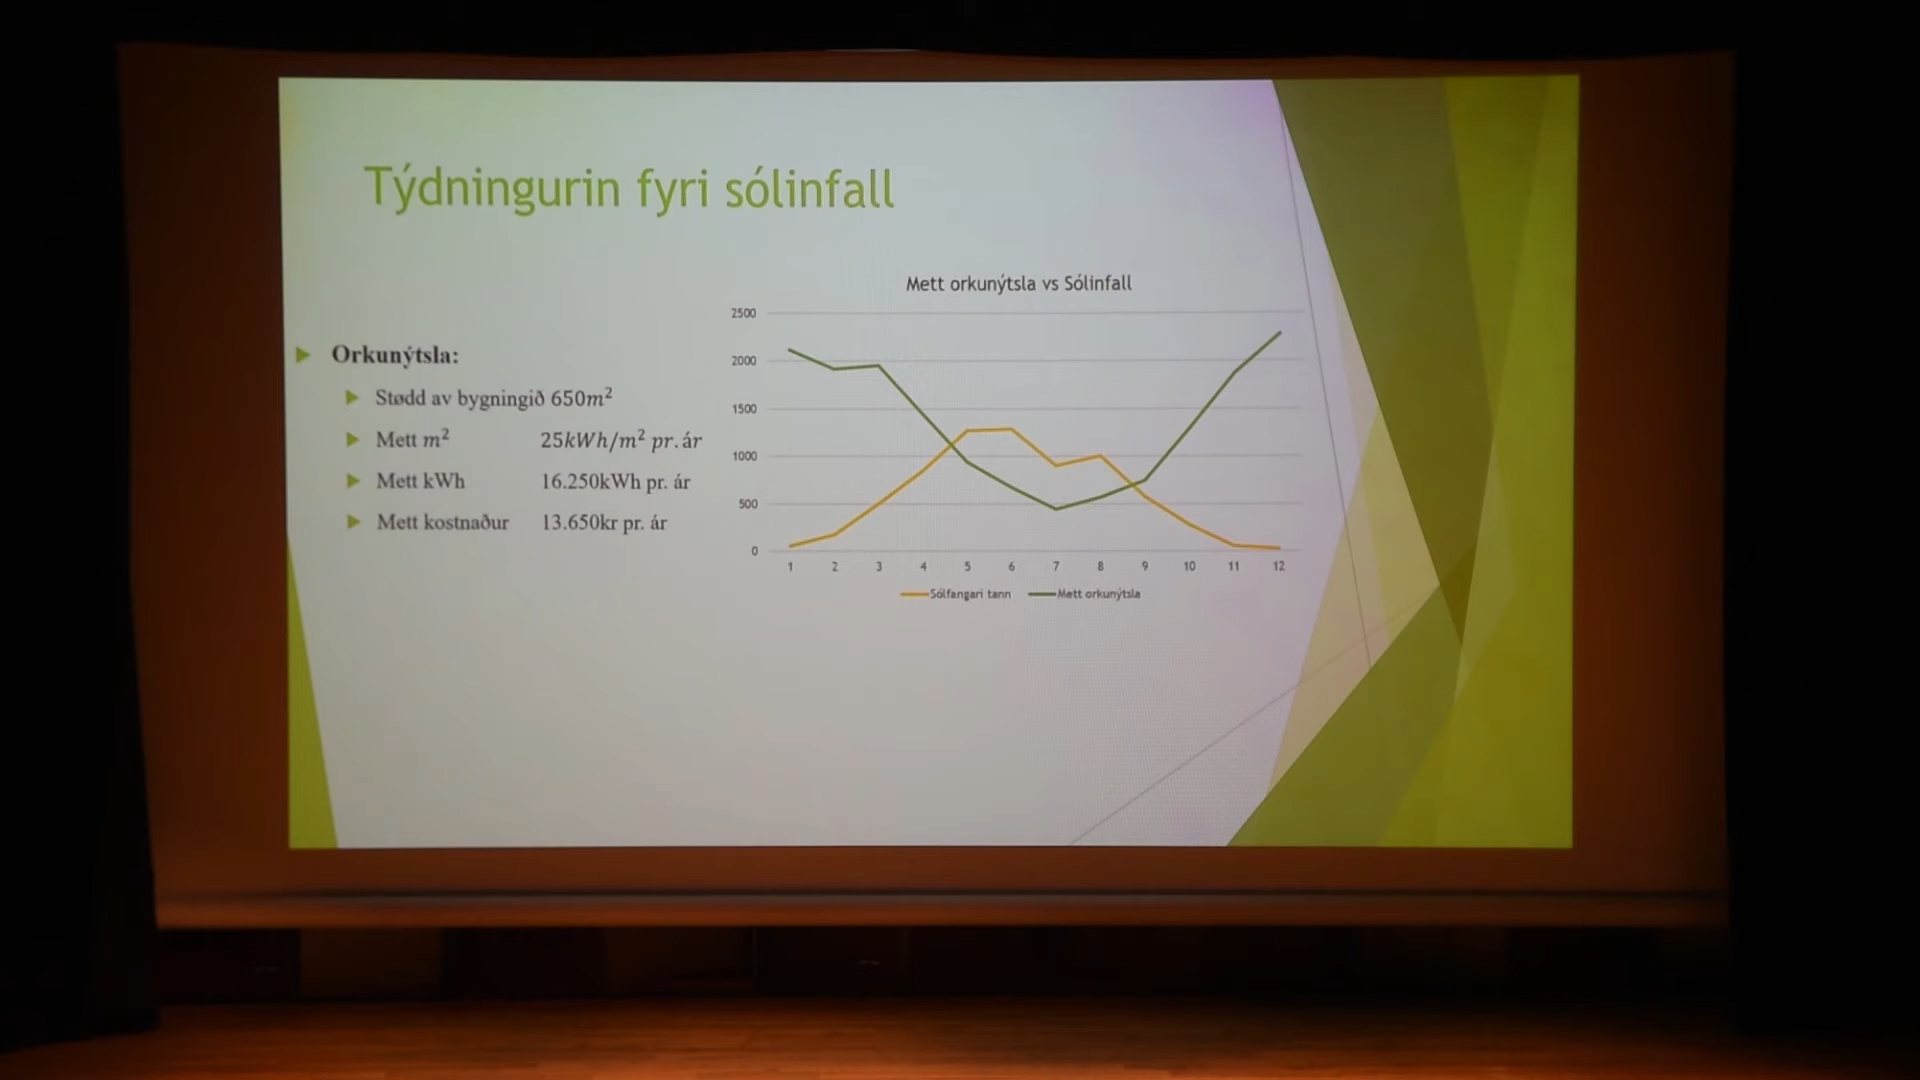 Týdningurin fyri sólinfall
Orkunýtsla:
Stødd av bygningið 650m²
Mett m² 25kWh/m² pr.ár
Mett kWh 16.250kWh pr. ár
Mett kostnaður 13.650kr pr. ár
Mett orkunýtsla vs Sólinfall
2500
2000
1500
1000
500
0
1 2 3 4 5 6 7 8 9 10 11 12
Sólfangari tann Mett orkunýtsla